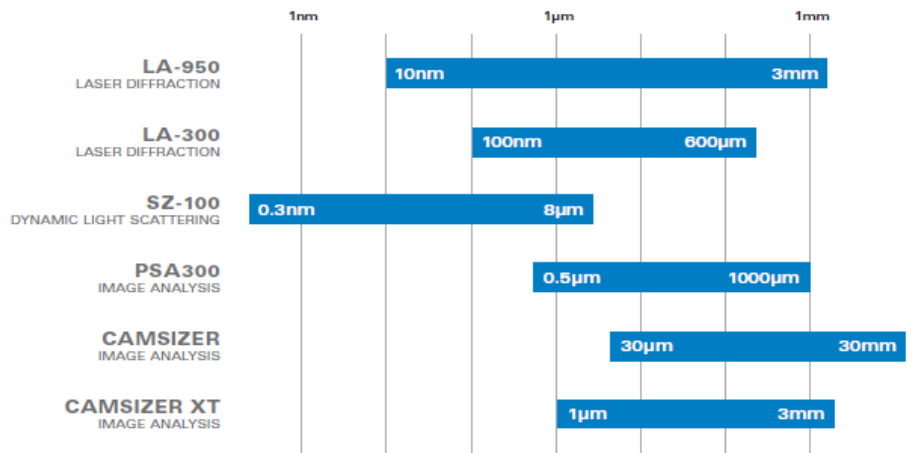 1nm 1μm 1mm
LA-950
LASER DIFFRACTION
10nm 3mm
LA-300
LASER DIFFRACTION
100nm 600μm
SZ-100
DYNAMIC LIGHT SCATTERING
0.3nm 8μm
PSA300
IMAGE ANALYSIS
0.5μm 1000μm
CAMSIZER
IMAGE ANALYSIS
30μm 30mm
CAMSIZER XT
IMAGE ANALYSIS
1μm 3mm